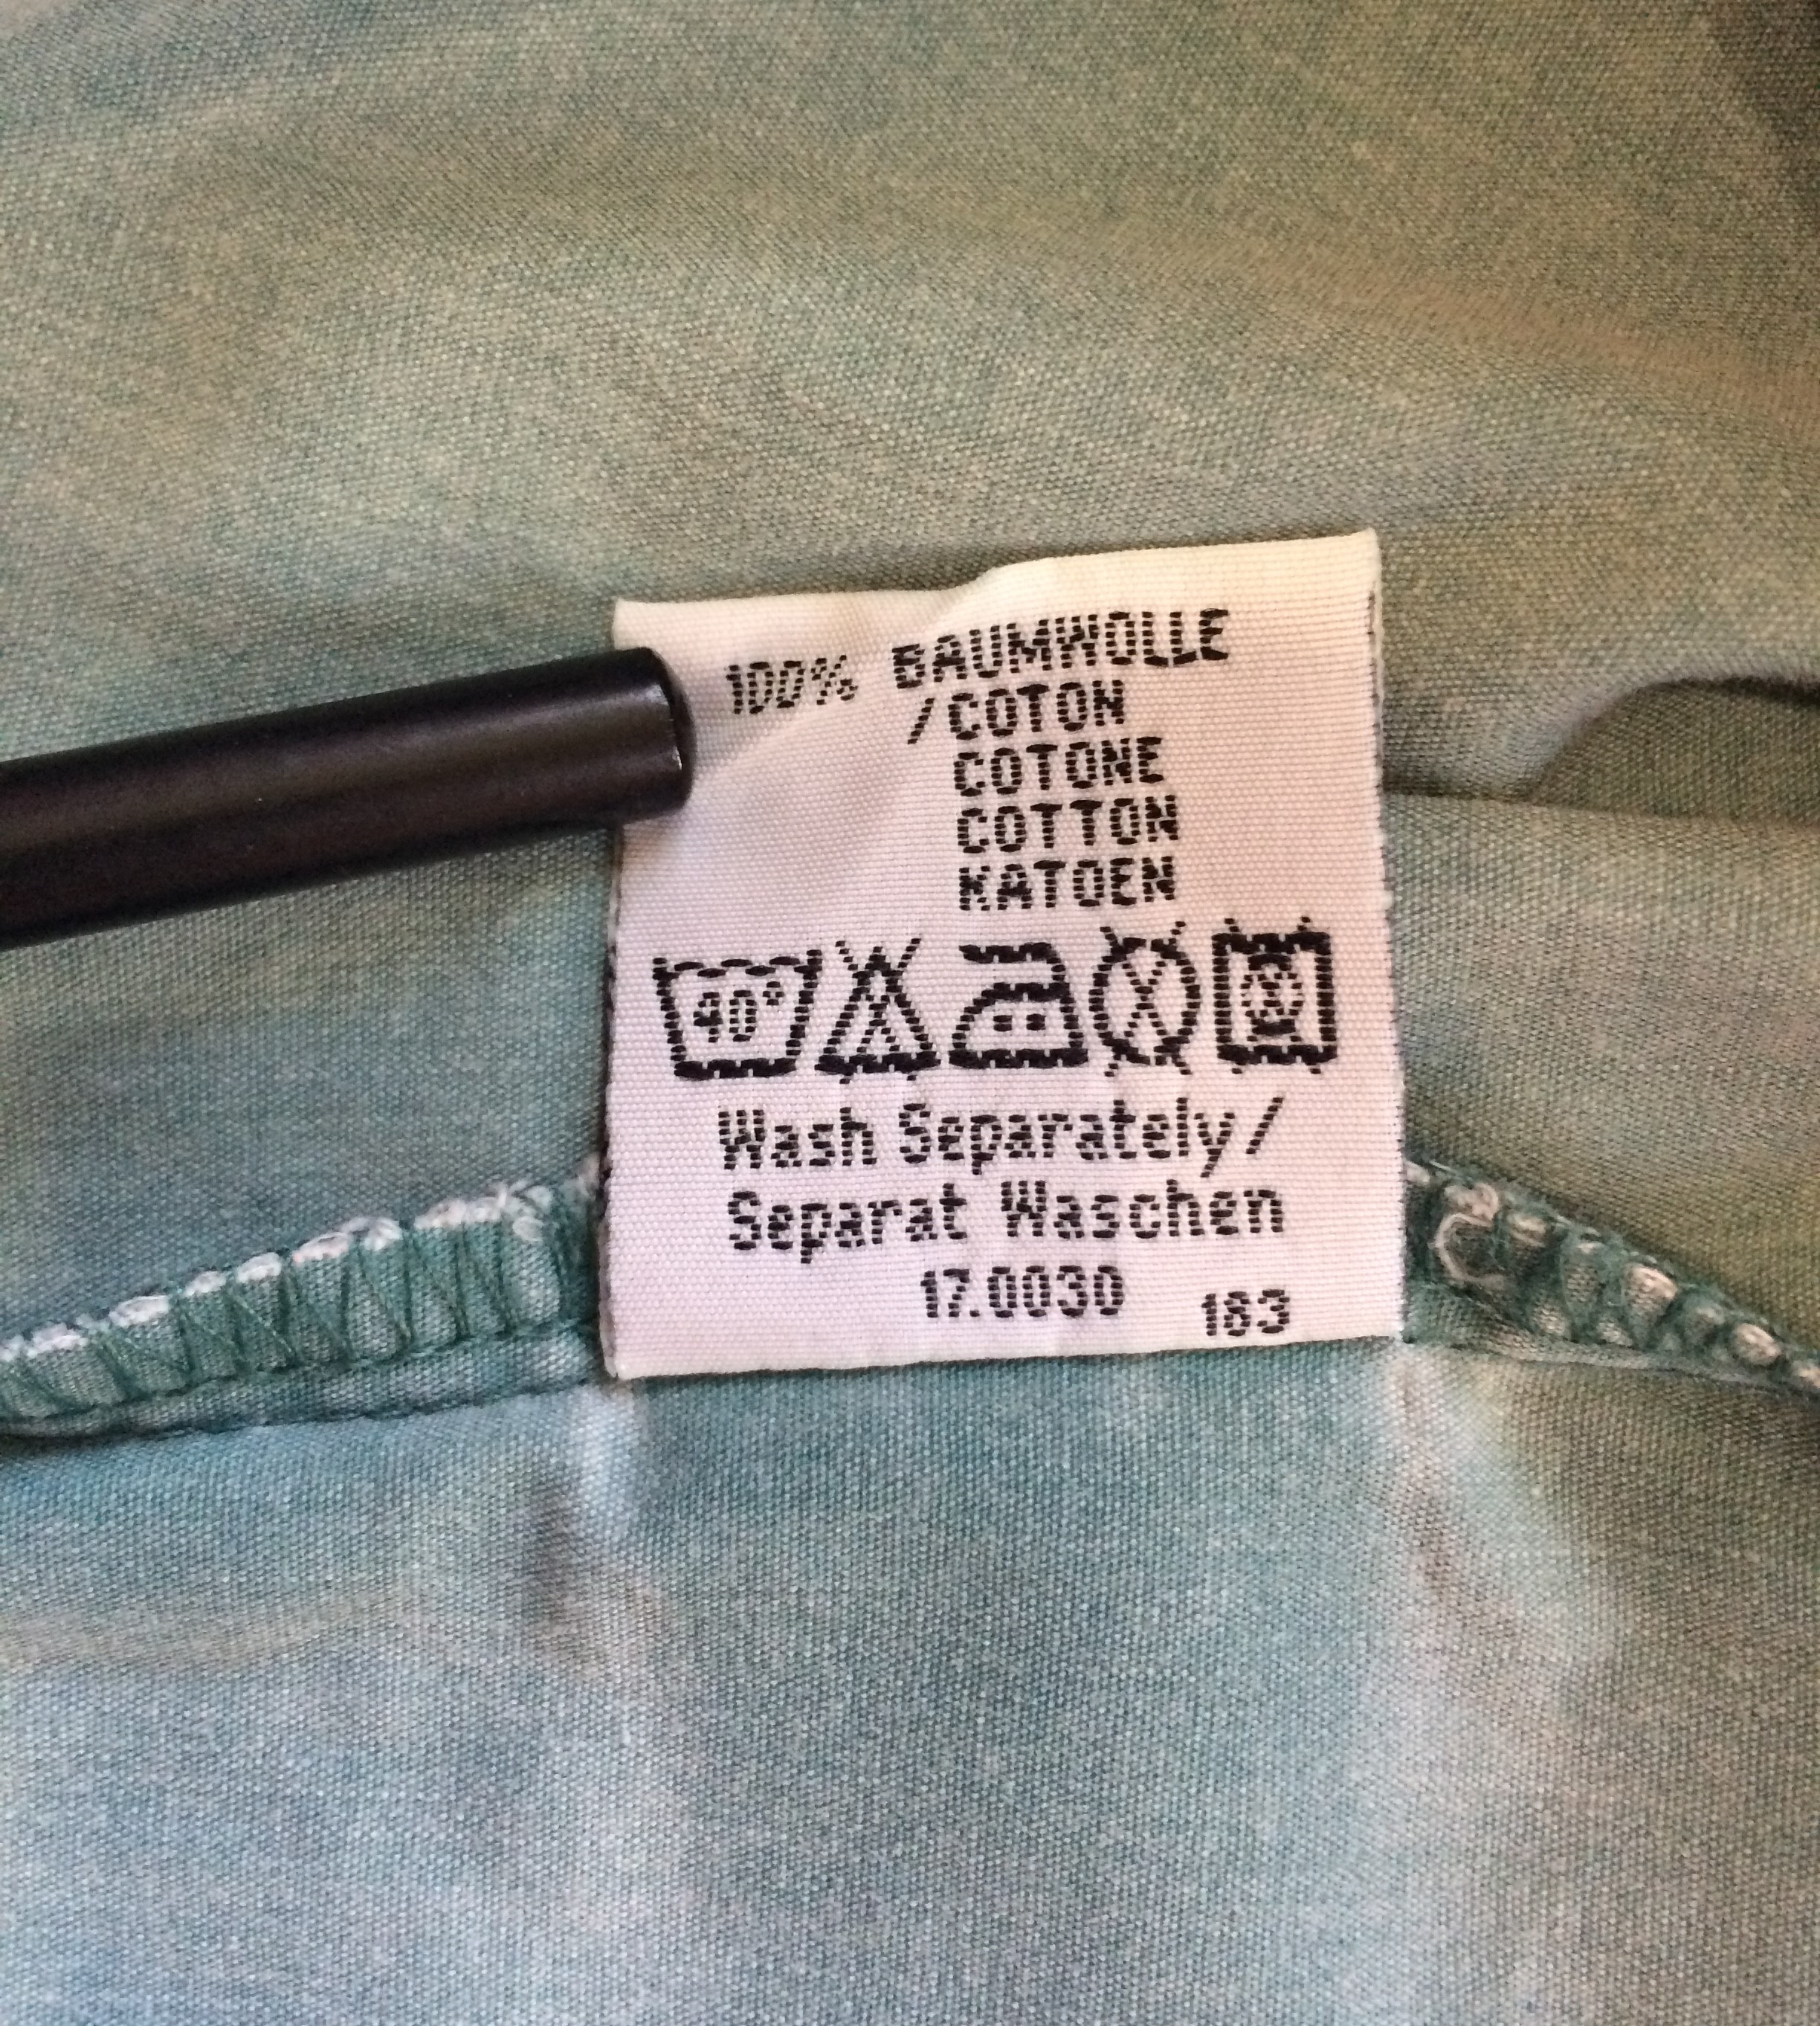 100% BAUMWOLLE
/COTON
COTONE
COTTON
KATOEN
40°
Wash Separately/
Separat Waschen
17.0030 183